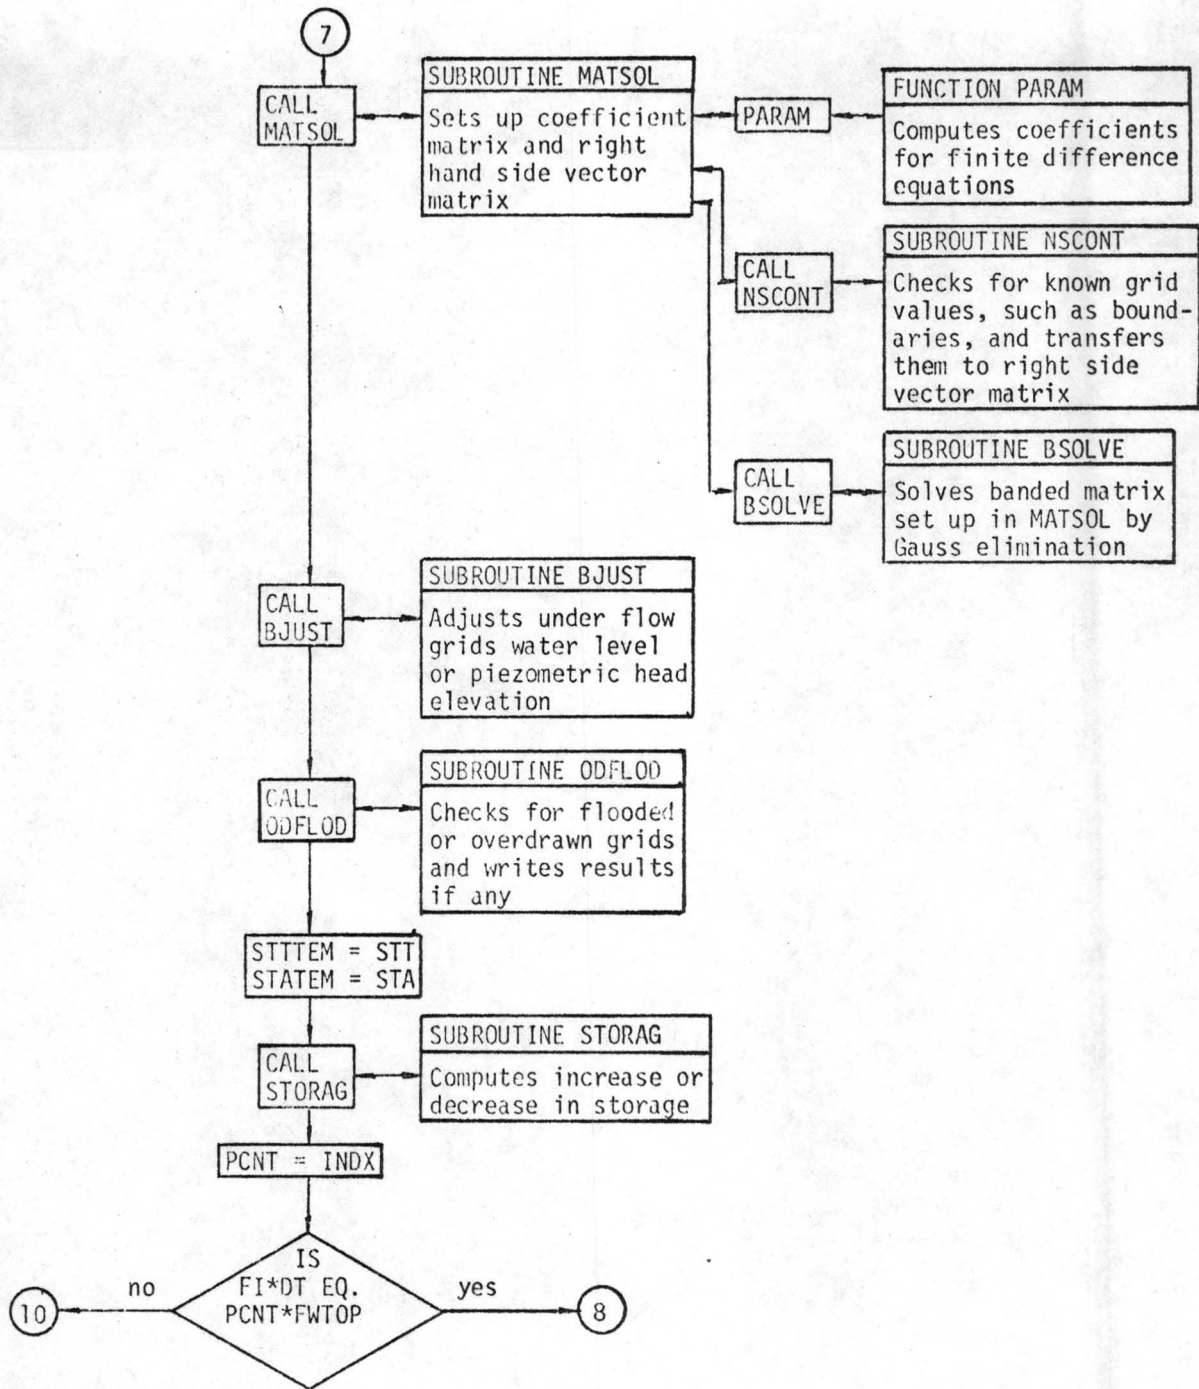 7
CALL
MATSOL
SUBROUTINE MATSOL
Sets up coefficient
matrix and right
hand side vector
matrix
PARAM
FUNCTION PARAM
Computes coefficients
for finite difference
equations
CALL
NSCONT
SUBROUTINE NSCONT
Checks for known grid
values, such as bound-
aries, and transfers
them to right side
vector matrix
CALL
BSOLVE
SUBROUTINE BSOLVE
Solves banded matrix
set up in MATSOL by
Gauss elimination
CALL
BJUST
SUBROUTINE BJUST
Adjusts under flow
grids water level
or piezometric head
elevation
CALL
ODFLOD
SUBROUTINE ODFLOD
Checks for flooded
or overdrawn grids
and writes results
if any
STTTEM = STT
STATEM = STA
CALL
STORAG
SUBROUTINE STORAG
Computes increase or
decrease in storage
PCNT = INDX
IS
FI*DT EQ.
PCNT*FWTOP
no
10
yes
8